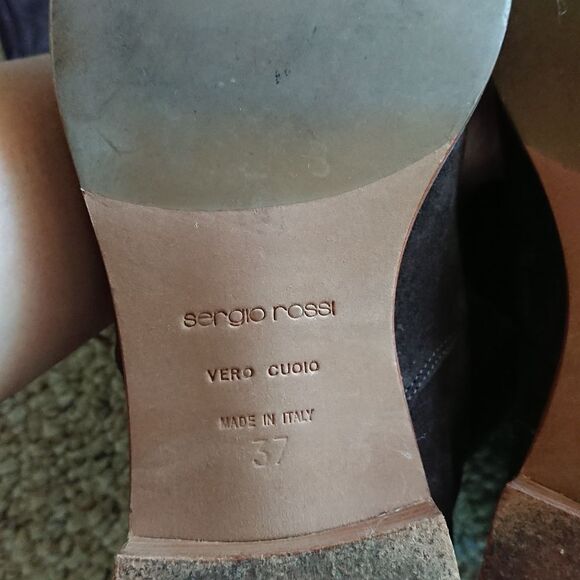 sergio rossi
VERO CUOIO
MADE IN ITALY
37